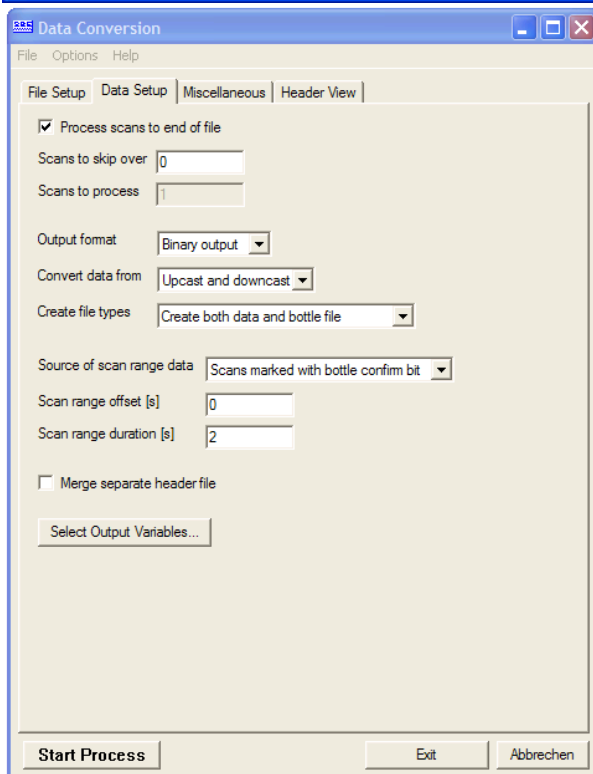 Data Conversion
File Options Help
File Setup Data Setup Miscellaneous Header View
Process scans to end of file
Scans to skip over 0
Scans to process 1
Output format Binary output
Convert data from Upcast and downcast
Create file types Create both data and bottle file
Source of scan range data Scans marked with bottle confirm bit
Scan range offset [s] 0
Scan range duration [s] 2
Merge separate header file
Select Output Variables...
Start Process Exit Abbrechen